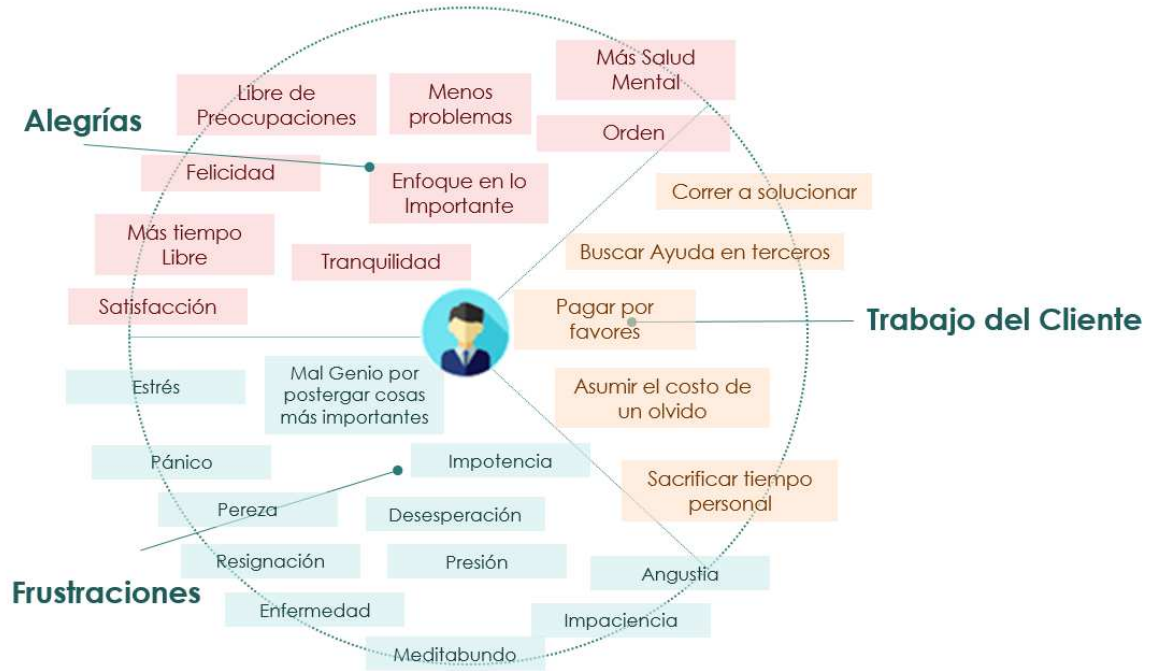 Más Salud
Mental
Libre de
Preocupaciones
Menos
problemas
Alegrías
Orden
Felicidad
Enfoque en lo
Importante
Correr a solucionar
Más tiempo
Libre
Tranquilidad
Buscar Ayuda en terceros
Satisfacción
Pagar por
favores
Trabajo del Cliente
Estrés
Mal Genio por
postergar cosas
más importantes
Asumir el costo de
un olvido
Pánico
Impotencia
Sacrificar tiempo
personal
Pereza
Desesperación
Resignación
Presión
Angustia
Frustraciones
Enfermedad
Impaciencia
Meditabundo